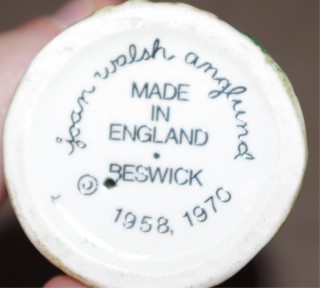 joan walsh anglund
MADE
IN
ENGLAND
BESWICK
© 1958, 1970